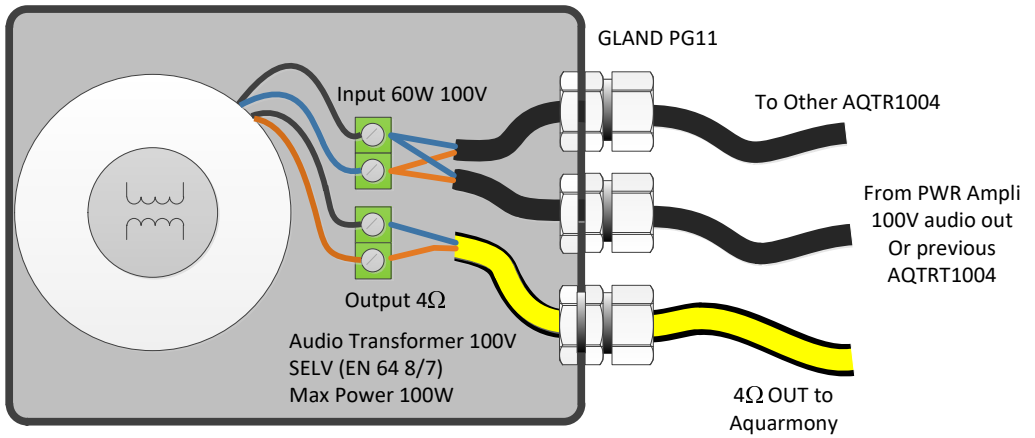 GLAND PG11
Input 60W 100V
To Other AQTR1004
From PWR Ampli
100V audio out
Or previous
AQTRT1004
Output 4Ω
Audio Transformer 100V
SELV (EN 64 8/7)
Max Power 100W
4Ω OUT to
Aquarmony